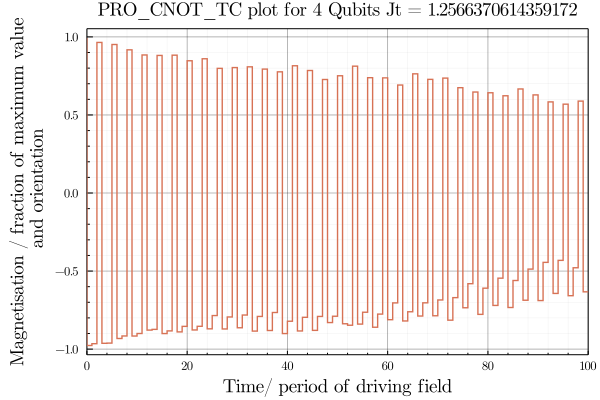 PRO_CNOT_TC plot for 4 Qubits Jt = 1.2566370614359172
Magnetisation / fraction of maximum value
and orientation
1.0
0.5
0.0
−0.5
−1.0
0 20 40 60 80 100
Time/ period of driving field